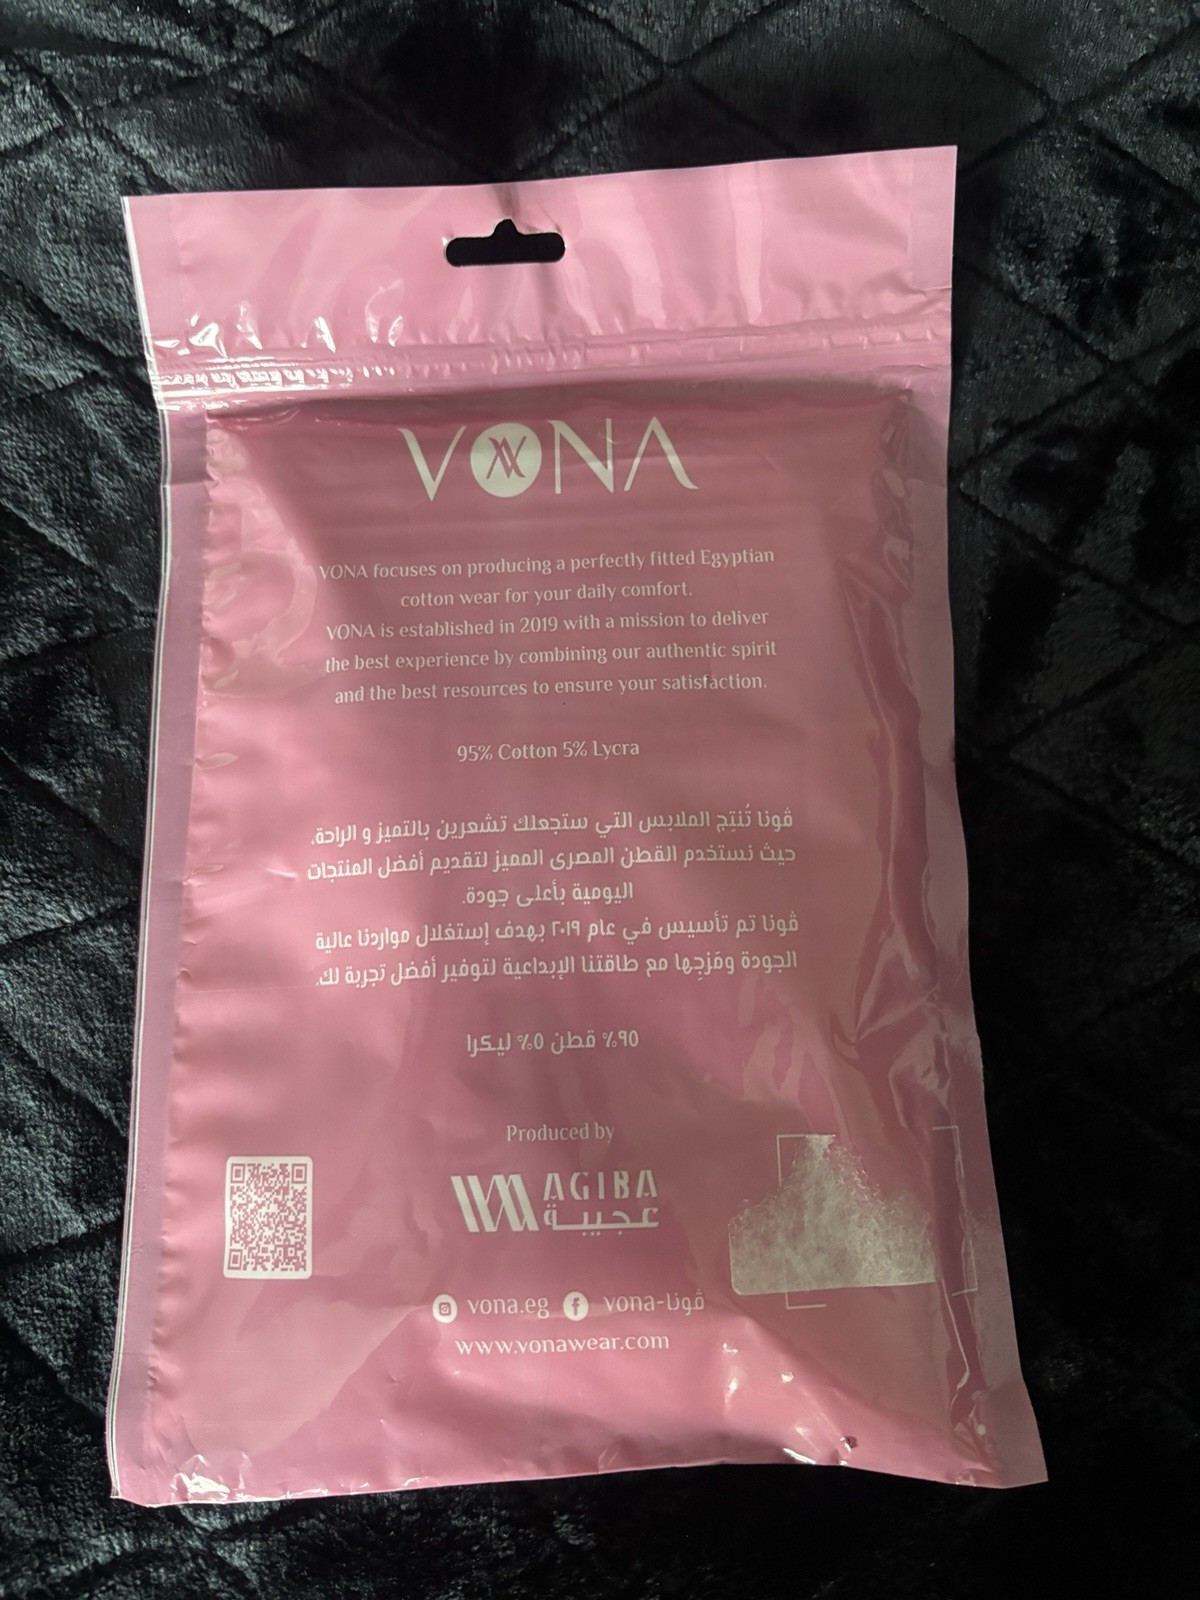 VONA
VONA focuses on producing a perfectly fitted Egyptian
cotton wear for your daily comfort.
VONA is established in 2019 with a mission to deliver
the best experience by combining our authentic spirit
and the best resources to ensure your satisfaction.
95% Cotton 5% Lycra
ڤونا تُنتِج الملابس التي ستجعلك تشعرين بالتميز و الراحة,
حيث نستخدم القطن المصرى المميز لتقديم أفضل المنتجات
اليومية بأعلى جودة.
ڤونا تم تأسيس في عام ٢٠١٩ بهدف إستغلال مواردنا عالية
الجودة ومَزجِها مع طاقتنا الإبداعية لتوفير أفضل تجربة لك.
٩٥٪ قطن ٥٪ ليكرا
Produced by
AGIBA
عجيبة
vona.eg vona-ڤونا
www.vonawear.com